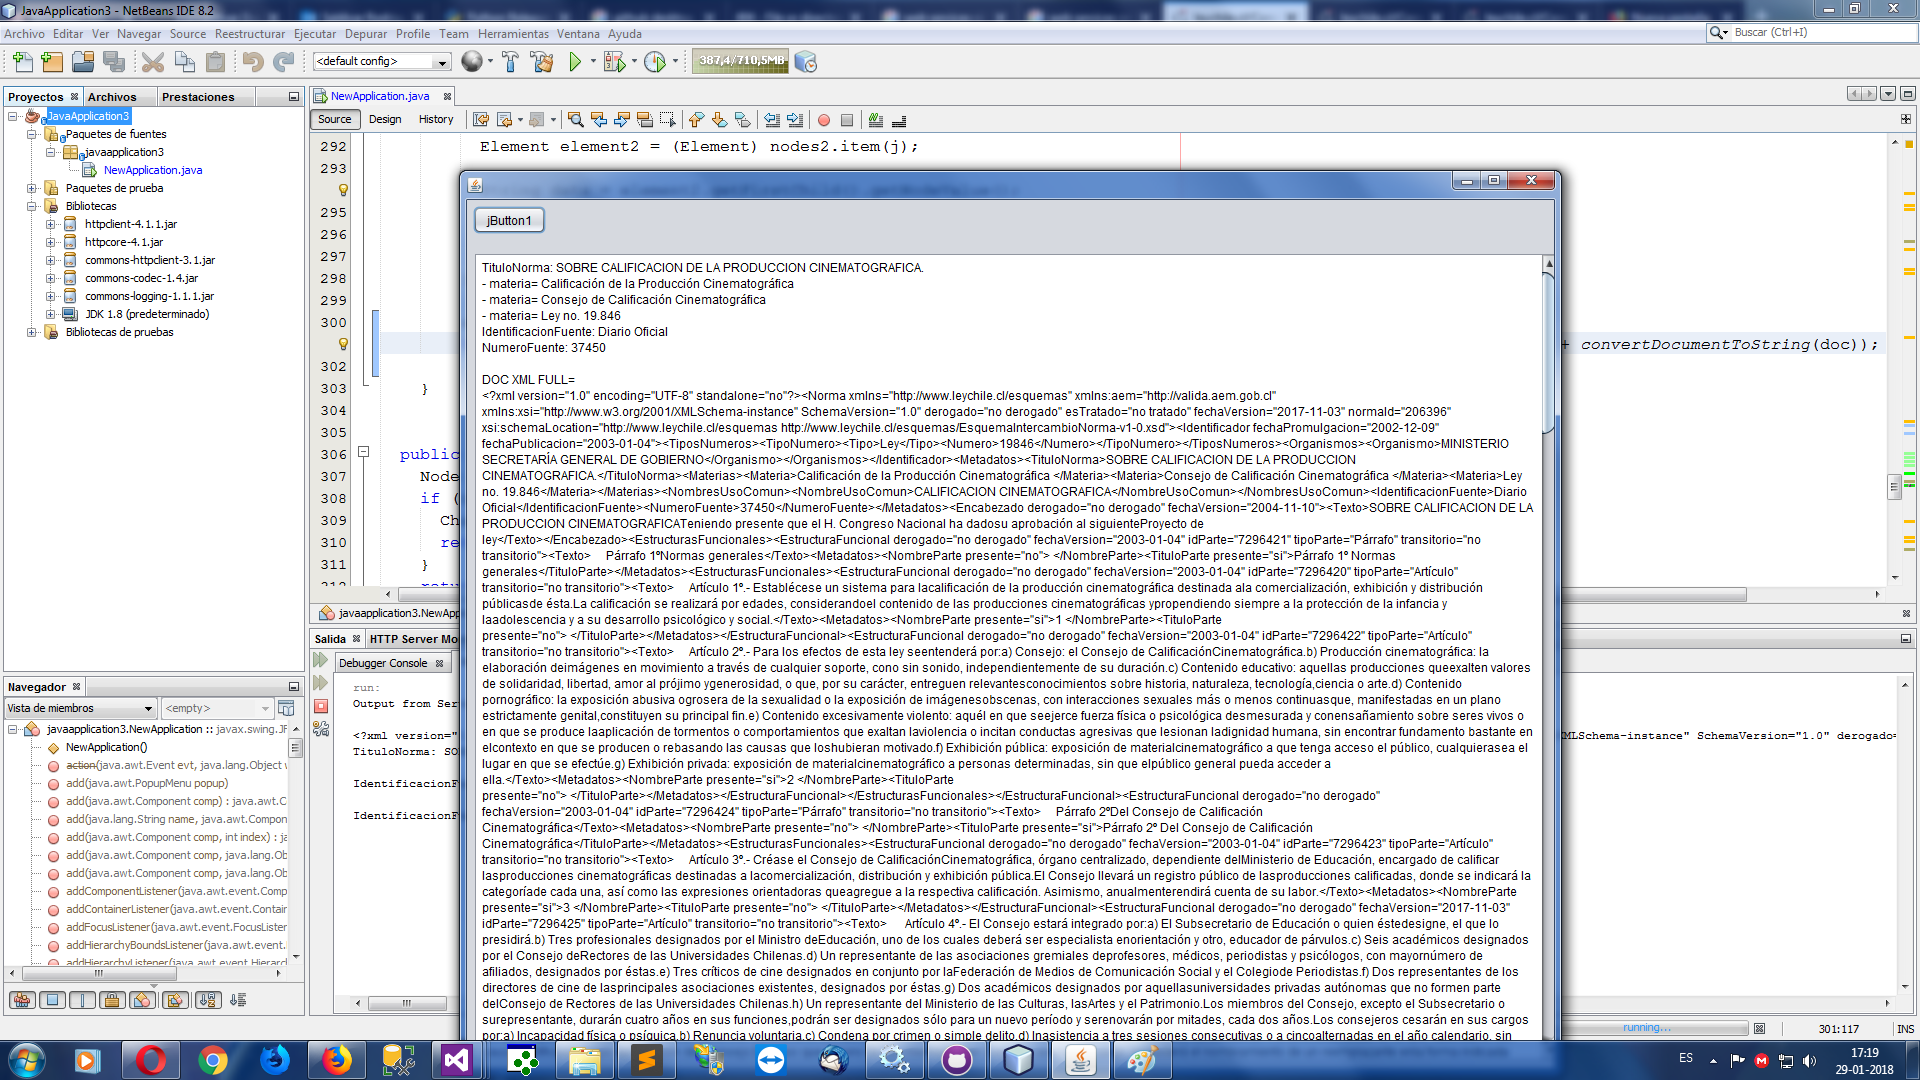 JavaApplication3 - NetBeans IDE 8.2
Archivo Editar Ver Navegar Source Reestructurar Ejecutar Depurar Profile Team Herramientas Ventana Ayuda
Buscar (Ctrl+I)
<default config>
387,4/710,5MB
Proyectos Archivos Prestaciones
JavaApplication3
Paquetes de fuentes
javaapplication3
NewApplication.java
Paquetes de prueba
Bibliotecas
httpclient-4.1.1.jar
httpcore-4.1.jar
commons-httpclient-3.1.jar
commons-codec-1.4.jar
commons-logging-1.1.1.jar
JDK 1.8 (predeterminado)
Bibliotecas de pruebas
NewApplication.java
Source Design History
292 Element element2 = (Element) nodes2.item(j);
293
295
296
297
298
299
300
+ convertDocumentToString(doc));
302
303 }
304
305
306 public
307 Node
308 if (
309 Ch
310 re
311 }
jButton1
TituloNorma: SOBRE CALIFICACION DE LA PRODUCCION CINEMATOGRAFICA.
- materia= Calificación de la Producción Cinematográfica
- materia= Consejo de Calificación Cinematográfica
- materia= Ley no. 19.846
IdentificacionFuente: Diario Oficial
NumeroFuente: 37450
DOC XML FULL=
<?xml version="1.0" encoding="UTF-8" standalone="no"?><Norma xmlns="http://www.leychile.cl/esquemas" xmlns:aem="http://valida.aem.gob.cl"
xmlns:xsi="http://www.w3.org/2001/XMLSchema-instance" SchemaVersion="1.0" derogado="no derogado" esTratado="no tratado" fechaVersion="2017-11-03" normaId="206396"
xsi:schemaLocation="http://www.leychile.cl/esquemas http://www.leychile.cl/esquemas/EsquemaIntercambioNorma-v1-0.xsd"><Identificador fechaPromulgacion="2002-12-09"
fechaPublicacion="2003-01-04"><TiposNumeros><TipoNumero><Tipo>Ley</Tipo><Numero>19846</Numero></TipoNumero></TiposNumeros><Organismos><Organismo>MINISTERIO
SECRETARÍA GENERAL DE GOBIERNO</Organismo></Organismos></Identificador><Metadatos><TituloNorma>SOBRE CALIFICACION DE LA PRODUCCION
CINEMATOGRAFICA.</TituloNorma><Materias><Materia>Calificación de la Producción Cinematográfica </Materia><Materia>Consejo de Calificación Cinematográfica </Materia><Materia>Ley
no. 19.846</Materia></Materias><NombresUsoComun><NombreUsoComun>CALIFICACION CINEMATOGRAFICA</NombreUsoComun></NombresUsoComun><IdentificacionFuente>Diario
Oficial</IdentificacionFuente><NumeroFuente>37450</NumeroFuente></Metadatos><Encabezado derogado="no derogado" fechaVersion="2004-11-10"><Texto>SOBRE CALIFICACION DE LA
PRODUCCION CINEMATOGRAFICATeniendo presente que el H. Congreso Nacional ha dadosu aprobación al siguienteProyecto de
ley</Texto></Encabezado><EstructurasFuncionales><EstructuraFuncional derogado="no derogado" fechaVersion="2003-01-04" idParte="7296421" tipoParte="Párrafo" transitorio="no
transitorio"><Texto> Párrafo 1ºNormas generales</Texto><Metadatos><NombreParte presente="no"> </NombreParte><TituloParte presente="si">Párrafo 1º Normas
generales</TituloParte></Metadatos><EstructurasFuncionales><EstructuraFuncional derogado="no derogado" fechaVersion="2003-01-04" idParte="7296420" tipoParte="Artículo"
transitorio="no transitorio"><Texto> Artículo 1º.- Establécese un sistema para lacalificación de la producción cinematográfica destinada ala comercialización, exhibición y distribución
públicasde ésta.La calificación se realizará por edades, considerandoel contenido de las producciones cinematográficas ypropendiendo siempre a la protección de la infancia y
laadolescencia y a su desarrollo psicológico y social.</Texto><Metadatos><NombreParte presente="si">1 </NombreParte><TituloParte
presente="no"> </TituloParte></Metadatos></EstructuraFuncional><EstructuraFuncional derogado="no derogado" fechaVersion="2003-01-04" idParte="7296422" tipoParte="Artículo"
transitorio="no transitorio"><Texto> Artículo 2º.- Para los efectos de esta ley seentenderá por:a) Consejo: el Consejo de CalificaciónCinematográfica.b) Producción cinematográfica: la
elaboración deimágenes en movimiento a través de cualquier soporte, cono sin sonido, independientemente de su duración.c) Contenido educativo: aquellas producciones queexalten valores
de solidaridad, libertad, amor al prójimo ygenerosidad, o que, por su carácter, entreguen relevantesconocimientos sobre historia, naturaleza, tecnología,ciencia o arte.d) Contenido
pornográfico: la exposición abusiva ogrosera de la sexualidad o la exposición de imágenesobscenas, con interacciones sexuales más o menos continuasque, manifestadas en un plano
estrictamente genital,constituyen su principal fin.e) Contenido excesivamente violento: aquél en que seejerce fuerza física o psicológica desmesurada y conensañamiento sobre seres vivos o
en que se produce laaplicación de tormentos o comportamientos que exaltan laviolencia o incitan conductas agresivas que lesionan ladignidad humana, sin encontrar fundamento bastante en
elcontexto en que se producen o rebasando las causas que loshubieran motivado.f) Exhibición pública: exposición de materialcinematográfico a que tenga acceso el público, cualquierasea el
lugar en que se efectúe.g) Exhibición privada: exposición de materialcinematográfico a personas determinadas, sin que elpúblico general pueda acceder a
ella.</Texto><Metadatos><NombreParte presente="si">2 </NombreParte><TituloParte
presente="no"> </TituloParte></Metadatos></EstructuraFuncional></EstructurasFuncionales></EstructuraFuncional><EstructuraFuncional derogado="no derogado"
fechaVersion="2003-01-04" idParte="7296424" tipoParte="Párrafo" transitorio="no transitorio"><Texto> Párrafo 2ºDel Consejo de Calificación
Cinematográfica</Texto><Metadatos><NombreParte presente="no"> </NombreParte><TituloParte presente="si">Párrafo 2º Del Consejo de Calificación
Cinematográfica</TituloParte></Metadatos><EstructurasFuncionales><EstructuraFuncional derogado="no derogado" fechaVersion="2003-01-04" idParte="7296423" tipoParte="Artículo"
transitorio="no transitorio"><Texto> Artículo 3º.- Créase el Consejo de CalificaciónCinematográfica, órgano centralizado, dependiente delMinisterio de Educación, encargado de calificar
lasproducciones cinematográficas destinadas a lacomercialización, distribución y exhibición pública.El Consejo llevará un registro público de lasproducciones calificadas, donde se indicará la
categoríade cada una, así como las expresiones orientadoras queagregue a la respectiva calificación. Asimismo, anualmenterendirá cuenta de su labor.</Texto><Metadatos><NombreParte
presente="si">3 </NombreParte><TituloParte presente="no"> </TituloParte></Metadatos></EstructuraFuncional><EstructuraFuncional derogado="no derogado" fechaVersion="2017-11-03"
idParte="7296425" tipoParte="Artículo" transitorio="no transitorio"><Texto> Artículo 4º.- El Consejo estará integrado por:a) El Subsecretario de Educación o quien éstedesigne, el que lo
presidirá.b) Tres profesionales designados por el Ministro deEducación, uno de los cuales deberá ser especialista enorientación y otro, educador de párvulos.c) Seis académicos designados
por el Consejo deRectores de las Universidades Chilenas.d) Un representante de las asociaciones gremiales deprofesores, médicos, periodistas y psicólogos, con mayornúmero de
afiliados, designados por éstas.e) Tres críticos de cine designados en conjunto por laFederación de Medios de Comunicación Social y el Colegiode Periodistas.f) Dos representantes de los
directores de cine de lasprincipales asociaciones existentes, designados por éstas.g) Dos académicos designados por aquellasuniversidades privadas autónomas que no formen parte
delConsejo de Rectores de las Universidades Chilenas.h) Un representante del Ministerio de las Culturas, lasArtes y el Patrimonio.Los miembros del Consejo, excepto el Subsecretario o
surepresentante, durarán cuatro años en sus funciones,podrán ser designados sólo para un nuevo período y serenovarán por mitades, cada dos años.Los consejeros cesarán en sus cargos
por:a) Incapacidad física o psíquica.b) Renuncia voluntaria.c) Condena por crimen o simple delito.d) Inasistencia a tres sesiones consecutivas o a cincoalternadas en el año calendario, sin
javaapplication3.NewApp
Salida HTTP Server Mo
Debugger Console
run:
Output from Ser
<?xml version="
TituloNorma: SO
IdentificacionF
IdentificacionF
MLSchema-instance" SchemaVersion="1.0" derogado=
Navegador
Vista de miembros <empty>
javaapplication3.NewApplication :: javax.swing.JF
NewApplication()
action(java.awt.Event evt, java.lang.Object
add(java.awt.PopupMenu popup)
add(java.awt.Component comp) : java.awt.C
add(java.lang.String name, java.awt.Compon
add(java.awt.Component comp, int index) : ja
add(java.awt.Component comp, java.lang.Ob
add(java.awt.Component comp, java.lang.Ob
addComponentListener(java.awt.event.Comp
addContainerListener(java.awt.event.Contain
addFocusListener(java.awt.event.FocusListen
addHierarchyBoundsListener(java.awt.event.
addHierarchyListener(java.awt.event.Hierarc
running...
301:117 INS
ES
17:19
29-01-2018